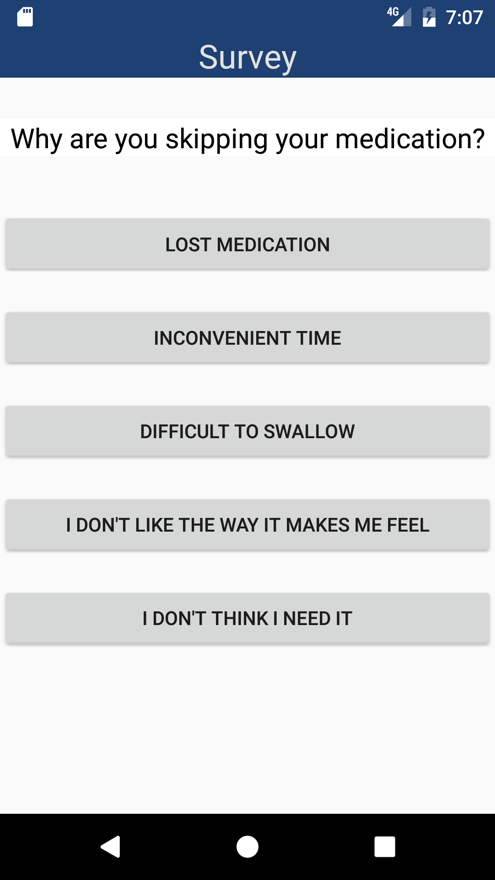 4G 7:07
Survey
Why are you skipping your medication?
LOST MEDICATION
INCONVENIENT TIME
DIFFICULT TO SWALLOW
I DON'T LIKE THE WAY IT MAKES ME FEEL
I DON'T THINK I NEED IT